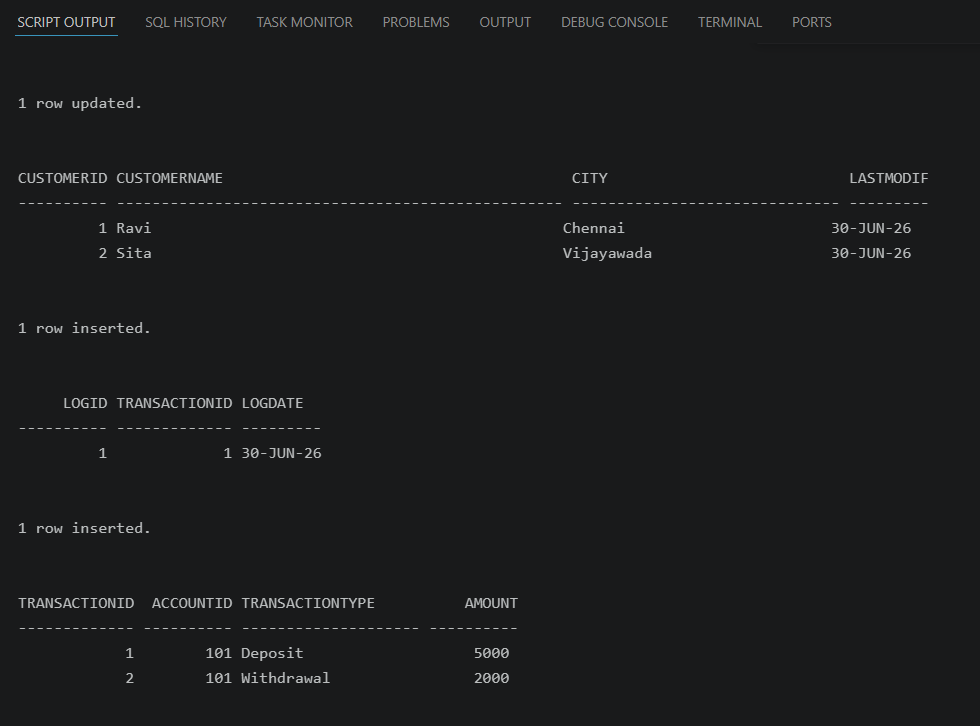 SCRIPT OUTPUT SQL HISTORY TASK MONITOR PROBLEMS OUTPUT DEBUG CONSOLE TERMINAL PORTS
1 row updated.
CUSTOMERID CUSTOMERNAME                                       CITY                           LASTMODIF
---------- -------------------------------------------------- ------------------------------ ---------
         1 Ravi                                              Chennai                       30-JUN-26
         2 Sita                                              Vijayawada                    30-JUN-26
1 row inserted.
     LOGID TRANSACTIONID LOGDATE
---------- ------------- ---------
         1             1 30-JUN-26
1 row inserted.
TRANSACTIONID  ACCOUNTID TRANSACTIONTYPE          AMOUNT
------------- ---------- -------------------- ----------
            1        101 Deposit                   5000
            2        101 Withdrawal                2000